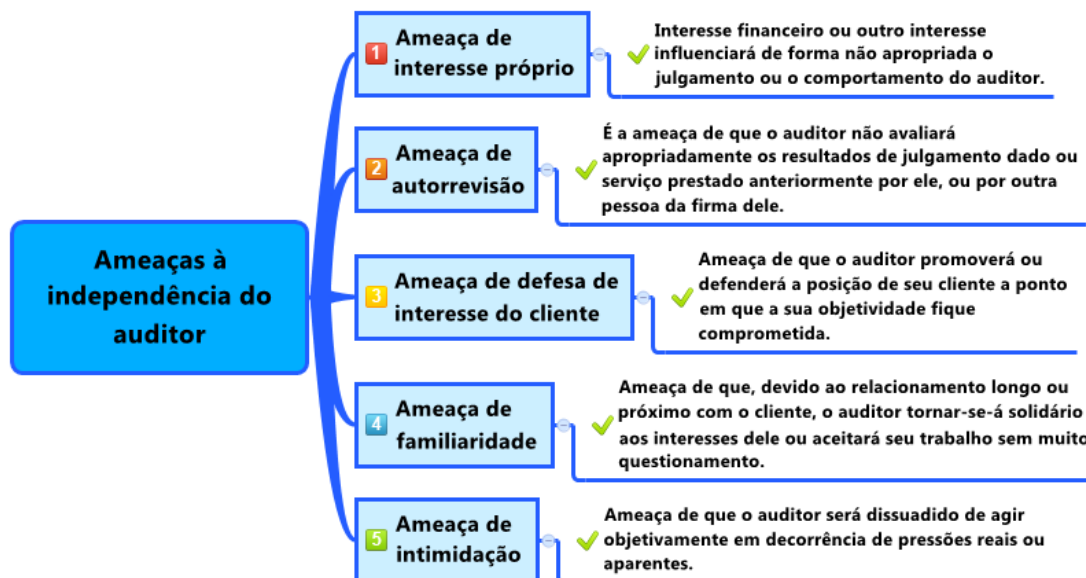 Ameaças à
independência do
auditor
1
Ameaça de
interesse próprio
Interesse financeiro ou outro interesse
influenciará de forma não apropriada o
julgamento ou o comportamento do auditor.
2
Ameaça de
autorrevisão
É a ameaça de que o auditor não avaliará
apropriadamente os resultados de julgamento dado ou
serviço prestado anteriormente por ele, ou por outra
pessoa da firma dele.
3
Ameaça de defesa de
interesse do cliente
Ameaça de que o auditor promoverá ou
defenderá a posição de seu cliente a ponto
em que a sua objetividade fique
comprometida.
4
Ameaça de
familiaridade
Ameaça de que, devido ao relacionamento longo ou
próximo com o cliente, o auditor tornar-se-á solidário
aos interesses dele ou aceitará seu trabalho sem muito
questionamento.
5
Ameaça de
intimidação
Ameaça de que o auditor será dissuadido de agir
objetivamente em decorrência de pressões reais ou
aparentes.